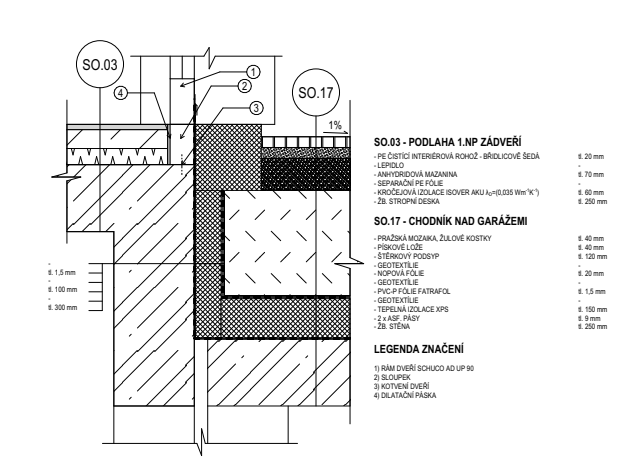 SO.03
1
2
4
3
SO.17
1%
SO.03 - PODLAHA 1.NP ZÁDVEŘÍ
- PE ČISTÍCÍ INTERIÉROVÁ ROHOŽ - BŘIDLICOVĚ ŠEDÁ tl. 20 mm
- LEPIDLO -
- ANHYDRIDOVÁ MAZANINA tl. 70 mm
- SEPARAČNÍ PE FÓLIE -
- KROČEJOVÁ IZOLACE ISOVER AKU λD=(0,035 Wm⁻¹K⁻¹) tl. 60 mm
- ŽB. STROPNÍ DESKA tl. 250 mm
SO.17 - CHODNÍK NAD GARÁŽEMI
- PRAŽSKÁ MOZAIKA, ŽULOVÉ KOSTKY tl. 40 mm
- PÍSKOVÉ LOŽE tl. 40 mm
- ŠTĚRKOVÝ PODSYP tl. 120 mm
- GEOTEXTÍLIE -
- NOPOVÁ FÓLIE tl. 20 mm
- GEOTEXTÍLIE -
- PVC-P FÓLIE FATRAFOL tl. 1,5 mm
- GEOTEXTÍLIE -
- TEPELNÁ IZOLACE XPS tl. 150 mm
- 2 x ASF. PÁSY tl. 9 mm
- ŽB. STĚNA tl. 250 mm
-
tl. 1,5 mm
-
tl. 100 mm
-
tl. 300 mm
LEGENDA ZNAČENÍ
1) RÁM DVEŘÍ SCHUCO AD UP 90
2) SLOUPEK
3) KOTVENÍ DVEŘÍ
4) DILATAČNÍ PÁSKA